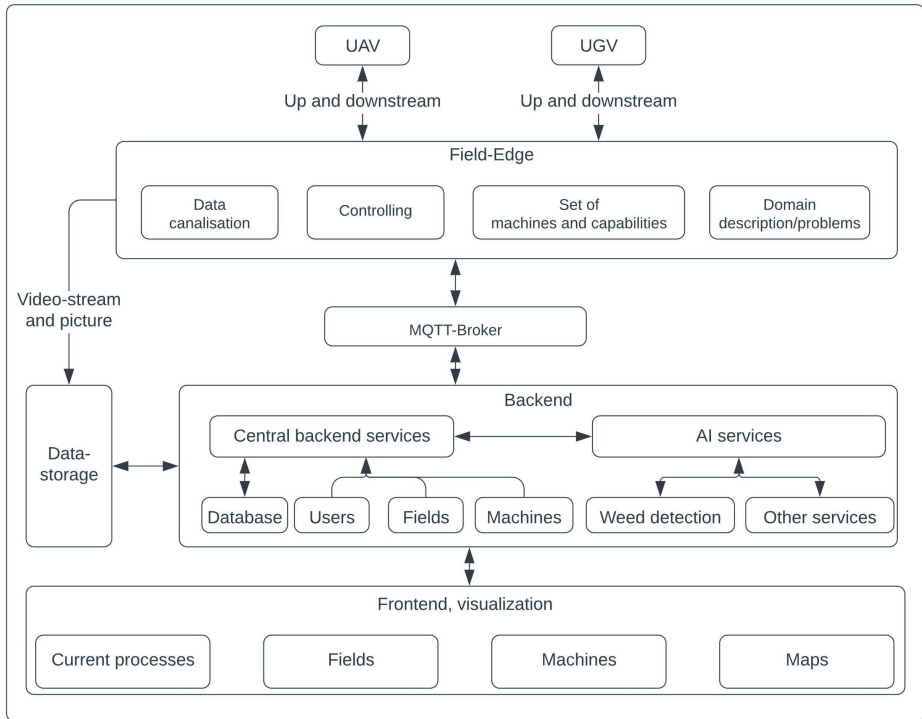 UAV
UGV
Up and downstream
Up and downstream
Field-Edge
Data
canalisation
Controlling
Set of
machines and capabilities
Domain
description/problems
Video-stream
and picture
MQTT-Broker
Backend
Central backend services
AI services
Data-
storage
Database
Users
Fields
Machines
Weed detection
Other services
Frontend, visualization
Current processes
Fields
Machines
Maps